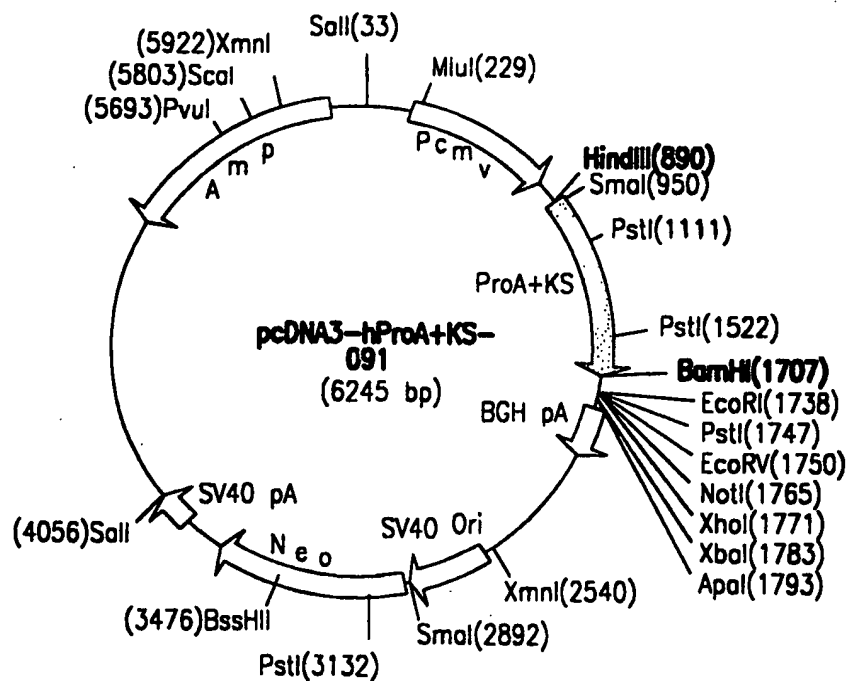 SalI(33)
(5922)XmnI
(5803)ScaI
(5693)PvuI
MluI(229)
Pcmv
Amp
HindIII(890)
SmaI(950)
PstI(1111)
ProA+KS
PstI(1522)
pcDNA3-hProA+KS-
091
(6245 bp)
BamHI(1707)
BGH pA
EcoRI(1738)
PstI(1747)
EcoRV(1750)
NotI(1765)
XhoI(1771)
XbaI(1783)
ApaI(1793)
SV40 pA
(4056)SalI
Neo
SV40 Ori
XmnI(2540)
(3476)BssHII
SmaI(2892)
PstI(3132)